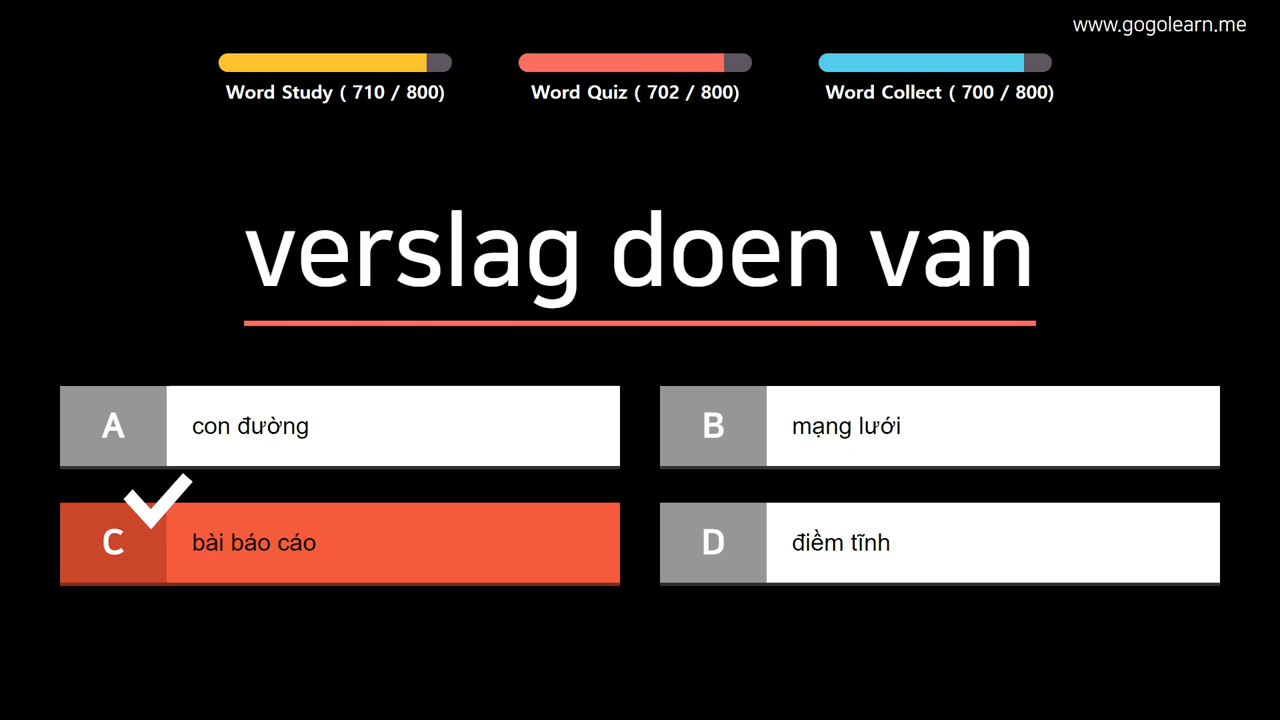 www.gogolearn.me
Word Study ( 710 / 800)
Word Quiz ( 702 / 800)
Word Collect ( 700 / 800)
verslag doen van
A
con đường
B
mạng lưới
C
bài báo cáo
D
điềm tĩnh